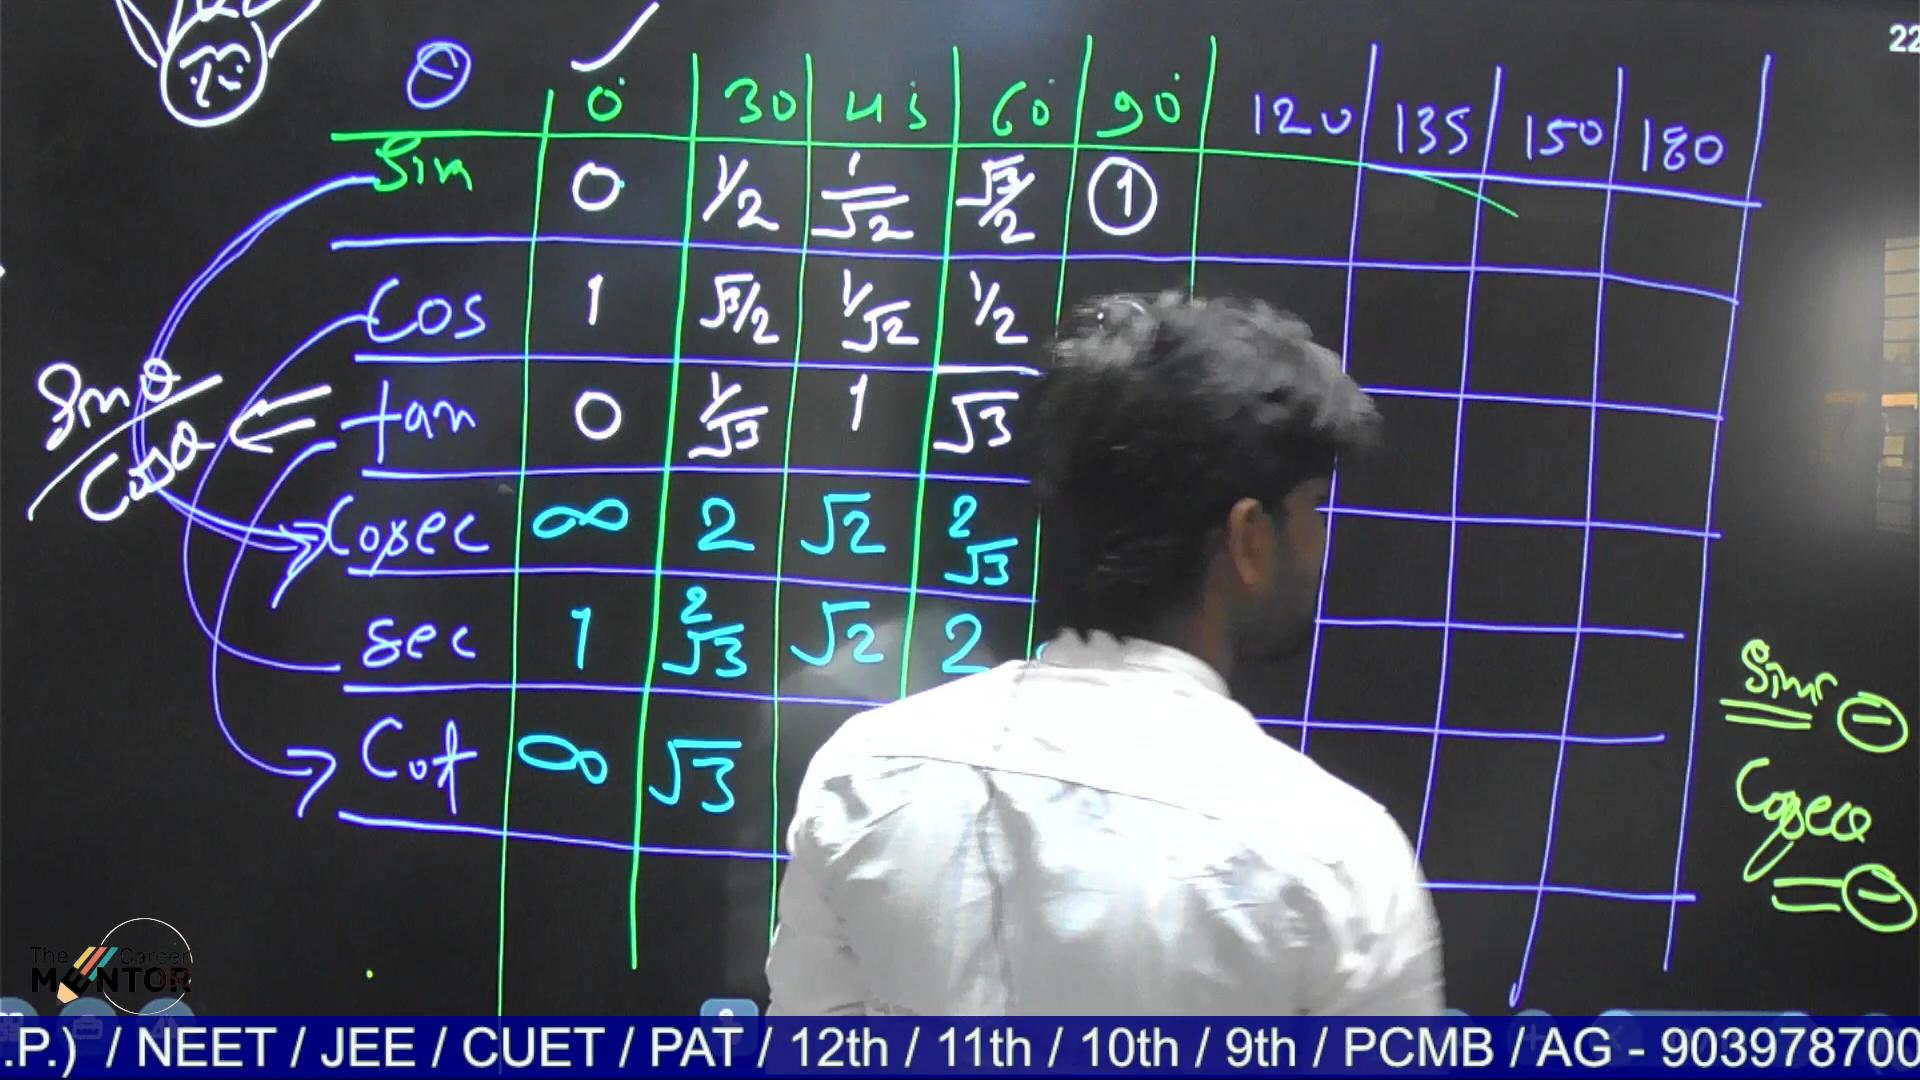 22
θ 0° 30 45 60° 90° 120 135 150 180
Sin 0 1/2 1/√2 √3/2 1
Cos 1 √3/2 1/√2 1/2
Sinθ/Cosθ
tan 0 1/√3 1 √3
Cosec ∞ 2 √2 2/√3
Sec 1 2/√3 √2 2
Cot ∞ √3
Cosec
The Career
MENTOR
.P.) / NEET / JEE / CUET / PAT / 12th / 11th / 10th / 9th / PCMB / AG - 903978700